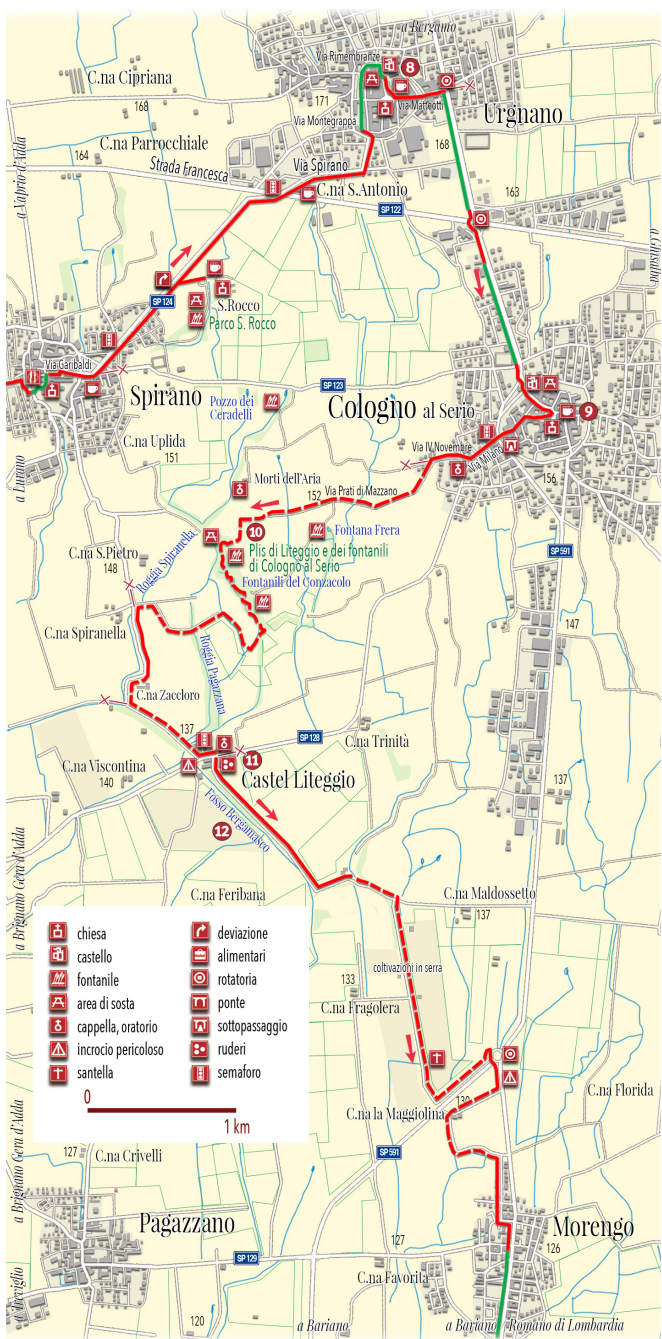 a Bergamo
Via Rimembranze
8
C.na Cipriana
168
171
Via Matteotti
Urgnano
Via Montegrappa
C.na Parrocchiale
168
164
Strada Francesca
Via Spirano
a Vaprio d'Adda
C.na S.Antonio
163
SP 122
a Ghisalba
S.Rocco
SP 124
Parco S. Rocco
Via Garibaldi
SP 123
Spirano
Pozzo dei
Ceradelli
Cologno al Serio
9
C.na Uplida
151
Via IV Novembre
Via Milano
a Lurano
Morti dell'Aria
152
Via Prati di Mazzano
156
10
Fontana Frera
Plis di Liteggio e dei fontanili
di Cologno al Serio
C.na S.Pietro
148
Roggia Spiranella
SP 591
Fontanili del Conzacolo
C.na Spiranella
147
Roggia Pagazzana
C.na Zaccloro
137
SP 128
C.na Trinità
11
C.na Viscontina
140
Castel Liteggio
137
Fosso Bergamasco
12
a Brignano Gera d'Adda
C.na Feribana
C.na Maldossetto
137
chiesa
deviazione
castello
alimentari
fontanile
rotatoria
area di sosta
ponte
cappella, oratorio
sottopassaggio
incrocio pericoloso
ruderi
santella
semaforo
0
1 km
coltivazioni in serra
133
C.na Fragolera
C.na Florida
130
C.na la Maggiolina
127
C.na Crivelli
SP 591
a Brignano Gera d'Adda
Pagazzano
Morengo
127
126
SP 129
C.na Favorita
a Treviglio
120
a Bariano
a Bariano
Romano di Lombardia